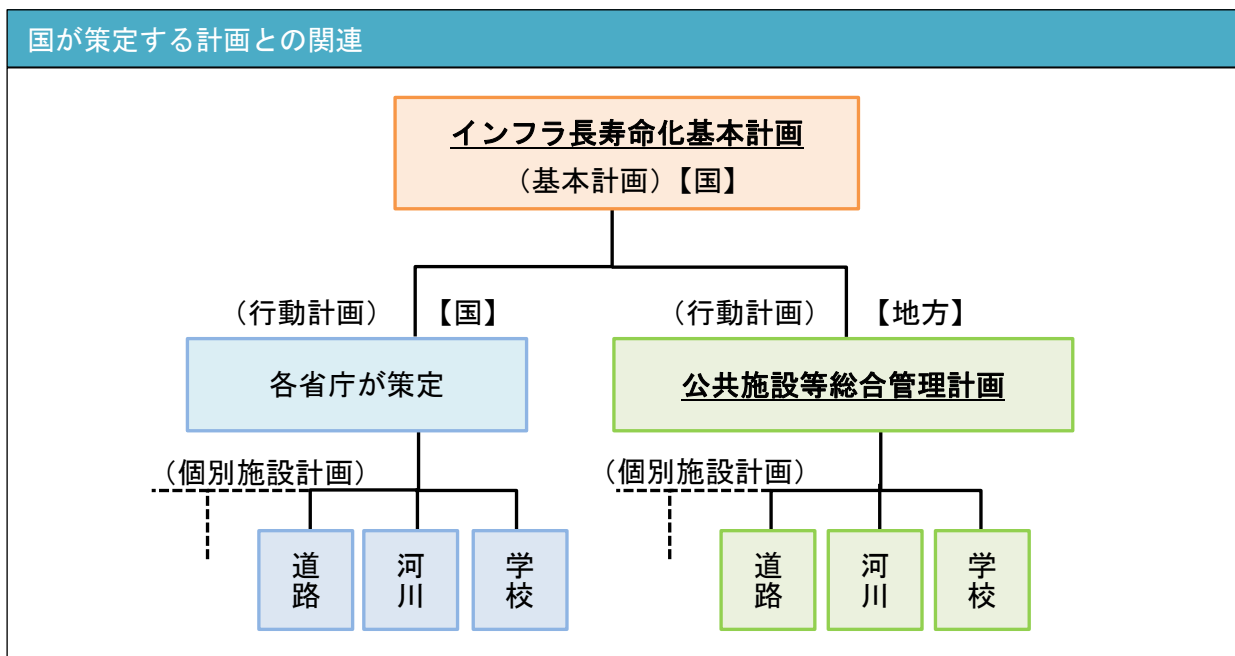 国が策定する計画との関連
インフラ長寿命化基本計画
（基本計画）【国】
（行動計画） 【国】
（行動計画） 【地方】
各省庁が策定
公共施設等総合管理計画
（個別施設計画）
（個別施設計画）
道路
河川
学校
道路
河川
学校